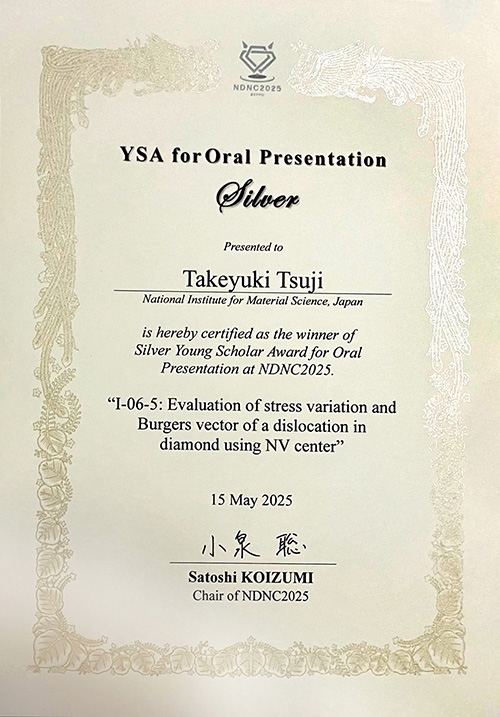 NDNC2025
BEPPU
YSA for Oral Presentation
Silver
Presented to
Takeyuki Tsuji
National Institute for Material Science, Japan
is hereby certified as the winner of
Silver Young Scholar Award for Oral
Presentation at NDNC2025.
“I-06-5: Evaluation of stress variation and
Burgers vector of a dislocation in
diamond using NV center”
15 May 2025
小泉 聡
Satoshi KOIZUMI
Chair of NDNC2025